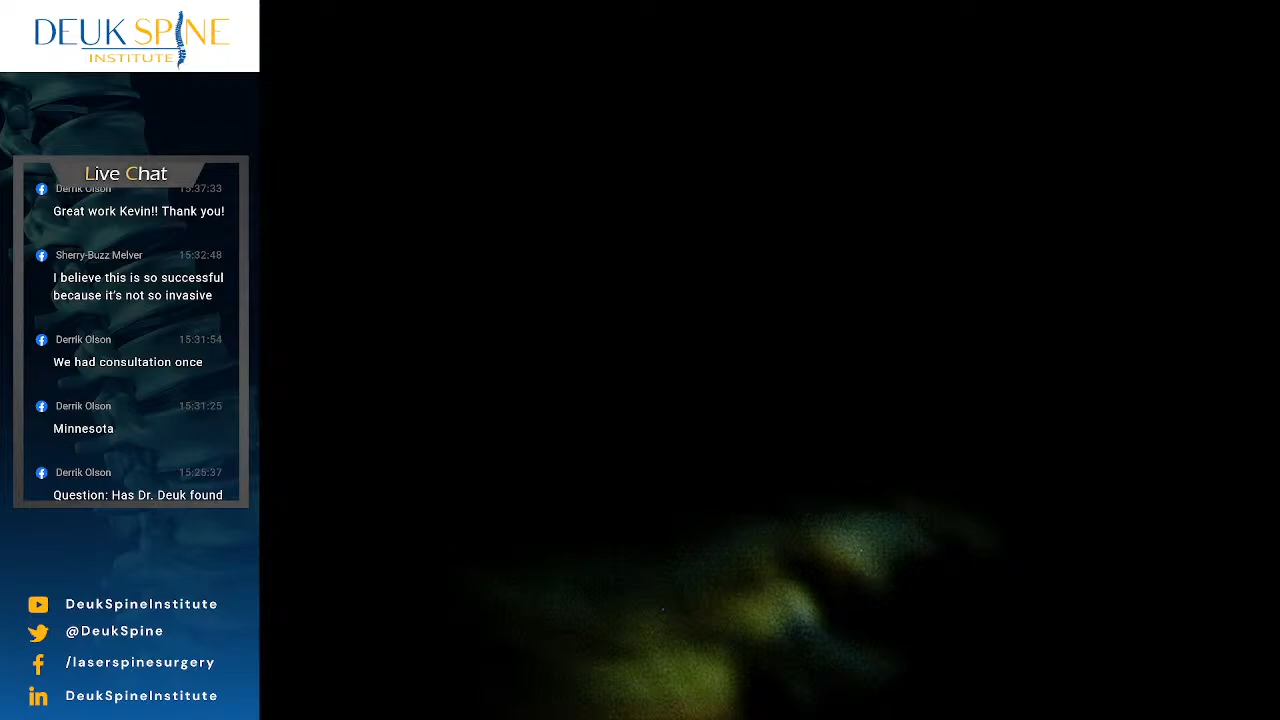 DEUK SPINE
INSTITUTE
Live Chat
Derrik Olson 15:37:33
Great work Kevin!! Thank you!
Sherry-Buzz Melver 15:32:48
I believe this is so successful
because it's not so invasive
Derrik Olson 15:31:54
We had consultation once
Derrik Olson 15:31:25
Minnesota
Derrik Olson 15:25:37
Question: Has Dr. Deuk found
DeukSpineInstitute
@DeukSpine
/laserspinesurgery
DeukSpineInstitute